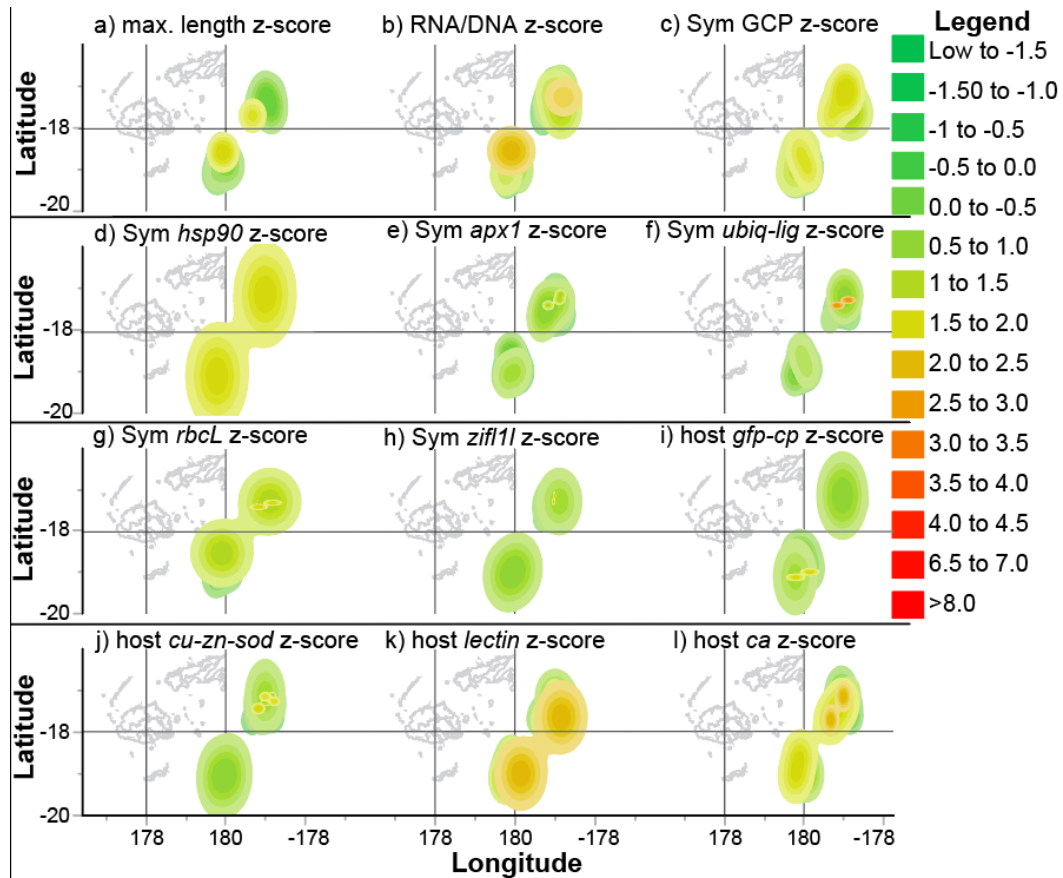 a) max. length z-score
b) RNA/DNA z-score
c) Sym GCP z-score
Legend
Low to -1.5
-1.50 to -1.0
-1 to -0.5
-0.5 to 0.0
0.0 to -0.5
0.5 to 1.0
1 to 1.5
1.5 to 2.0
2.0 to 2.5
2.5 to 3.0
3.0 to 3.5
3.5 to 4.0
4.0 to 4.5
6.5 to 7.0
>8.0
Latitude
-18
-20
d) Sym hsp90 z-score
e) Sym apx1 z-score
f) Sym ubiq-lig z-score
Latitude
-18
-20
g) Sym rbcL z-score
h) Sym zifl1l z-score
i) host gfp-cp z-score
Latitude
-18
-20
j) host cu-zn-sod z-score
k) host lectin z-score
l) host ca z-score
Latitude
-18
-20
178 180 -178 178 180 -178 178 180 -178
Longitude